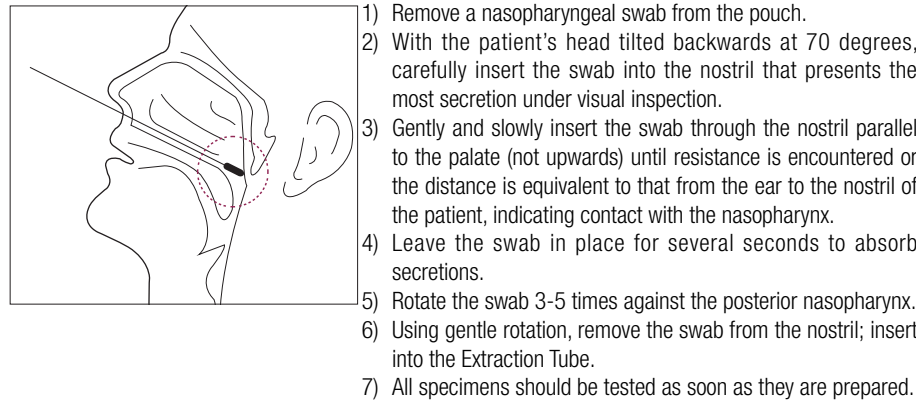 1) Remove a nasopharyngeal swab from the pouch.
2) With the patient's head tilted backwards at 70 degrees,
carefully insert the swab into the nostril that presents the
most secretion under visual inspection.
3) Gently and slowly insert the swab through the nostril parallel
to the palate (not upwards) until resistance is encountered or
the distance is equivalent to that from the ear to the nostril of
the patient, indicating contact with the nasopharynx.
4) Leave the swab in place for several seconds to absorb
secretions.
5) Rotate the swab 3-5 times against the posterior nasopharynx.
6) Using gentle rotation, remove the swab from the nostril; insert
into the Extraction Tube.
7) All specimens should be tested as soon as they are prepared.